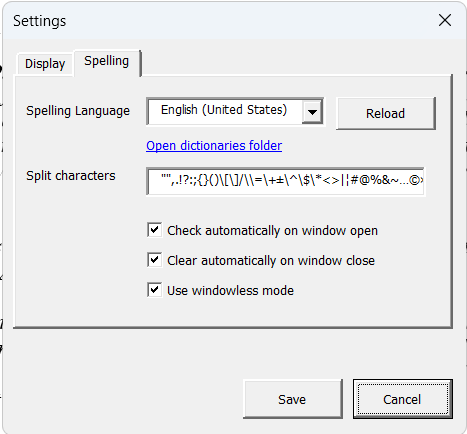 Settings
Display Spelling
Spelling Language English (United States) Reload
Open dictionaries folder
Split characters "",.!?:;{}()\[\]/\\=\+±\^\$\*<>|¦#@%&~…©
Check automatically on window open
Clear automatically on window close
Use windowless mode
Save Cancel